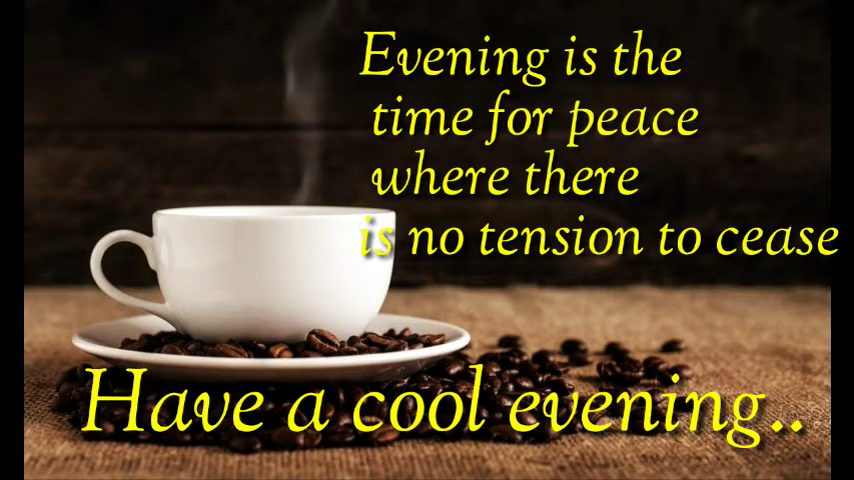 Evening is the
time for peace
where there
is no tension to cease
Have a cool evening..